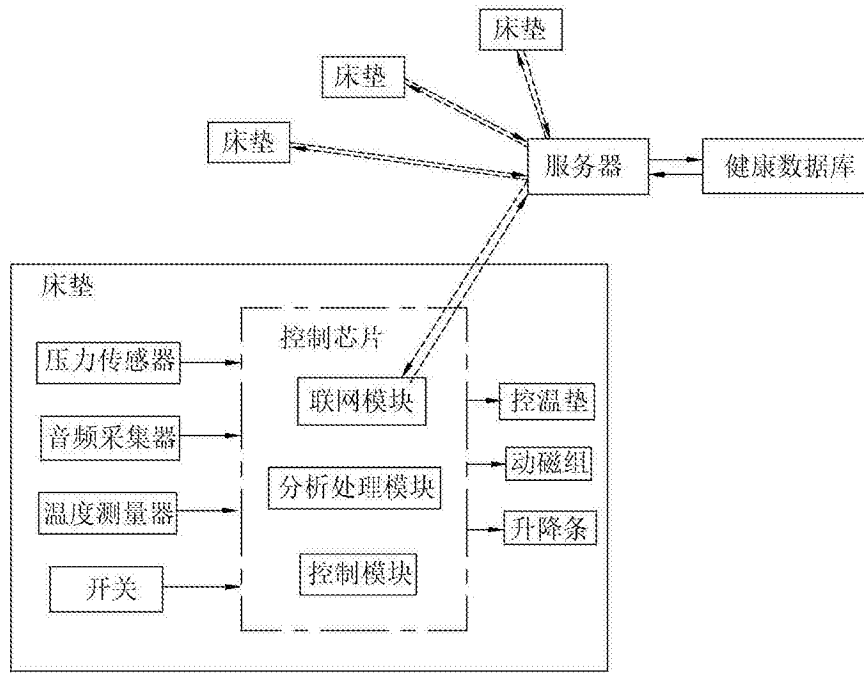 床垫
床垫
床垫
服务器
健康数据库
床垫
控制芯片
压力传感器
联网模块
控温垫
音频采集器
动磁组
分析处理模块
温度测量器
升降条
控制模块
开关